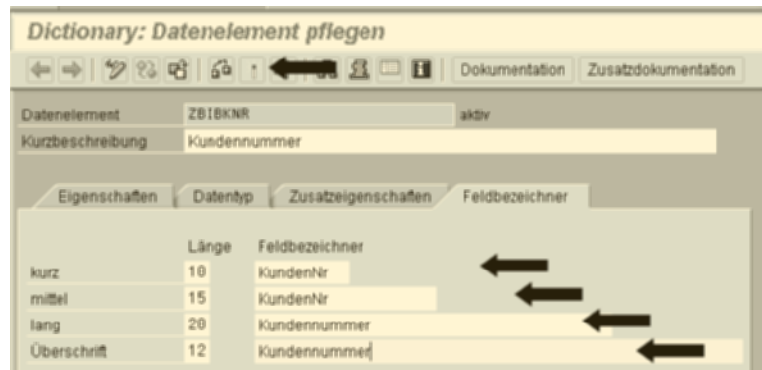 Dictionary: Datenelement pflegen
Dokumentation Zusatzdokumentation
Datenelement ZBIBKNR aktiv
Kurzbeschreibung Kundennummer
Eigenschaften Datentyp Zusatzeigenschaften Feldbezeichner
Länge Feldbezeichner
kurz 10 KundenNr
mittel 15 KundenNr
lang 20 Kundennummer
Überschrift 12 Kundennummer